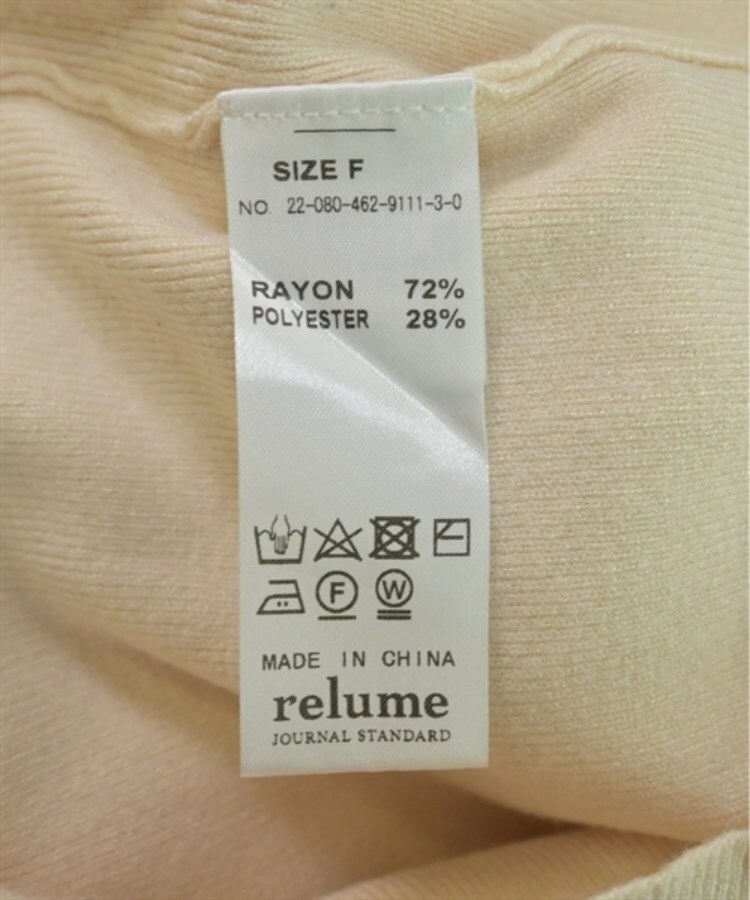 SIZE F
NO. 22-080-462-9111-3-0
RAYON 72%
POLYESTER 28%
F W
MADE IN CHINA
relume
JOURNAL STANDARD